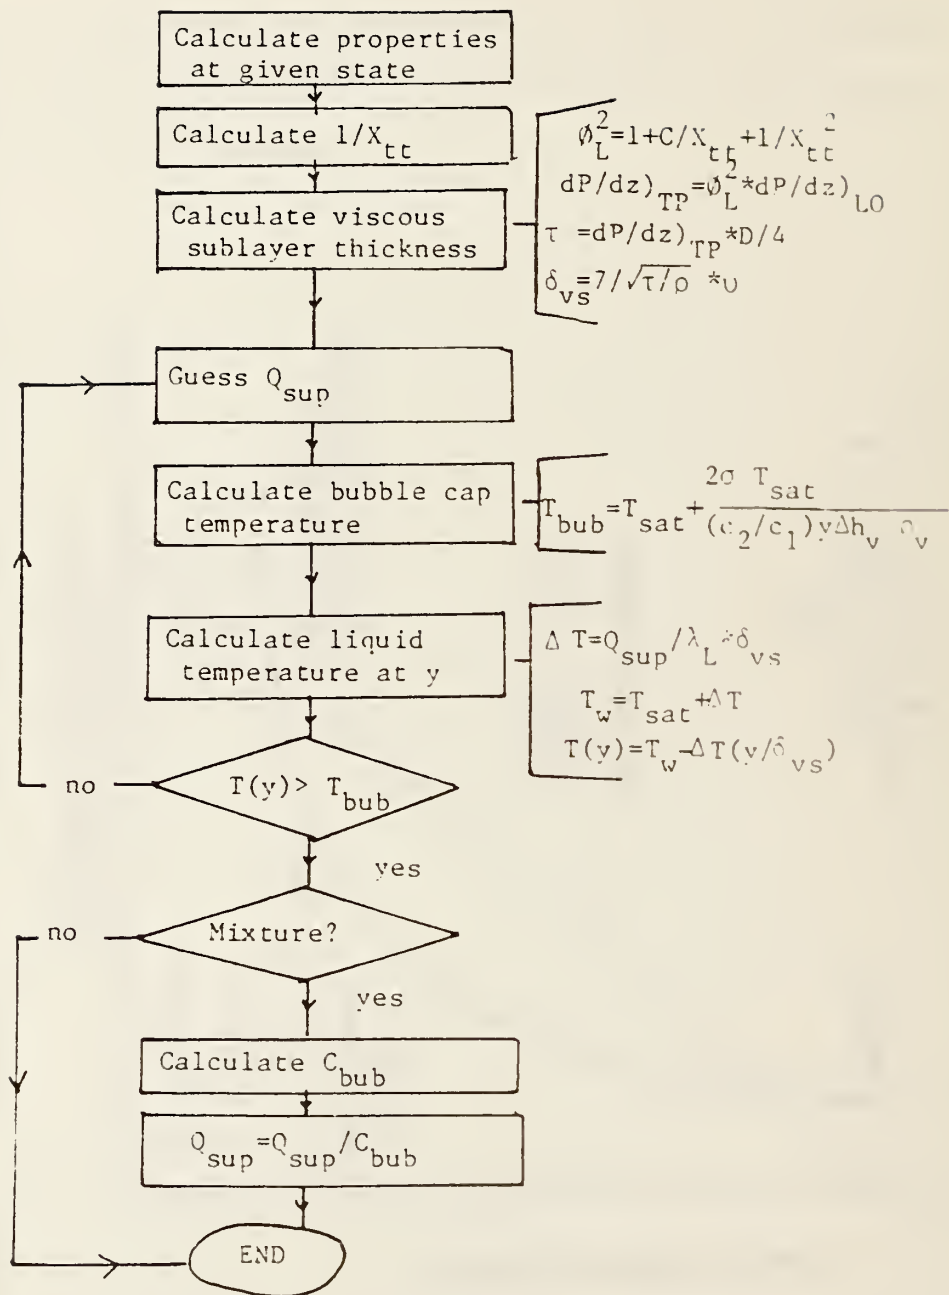 Calculate properties
at given state
Calculate 1/X_tt
Calculate viscous
sublayer thickness
Ø_L^2=1+C/X_tt+1/X_tt^2
dP/dz)_TP=Ø_L^2*dP/dz)_LO
τ =dP/dz)_TP*D/4
δ_vs=7/√τ/ρ *υ
Guess Q_sup
Calculate bubble cap
temperature
T_bub=T_sat+ 2σ T_sat
(c_2/c_1)yΔh_v ρ_v
Calculate liquid
temperature at y
Δ T=Q_sup/λ_L*δ_vs
T_w=T_sat+ΔT
T(y)=T_w-ΔT(y/δ_vs)
no
T(y)> T_bub
yes
no
Mixture?
yes
Calculate C_bub
Q_sup=Q_sup/C_bub
END